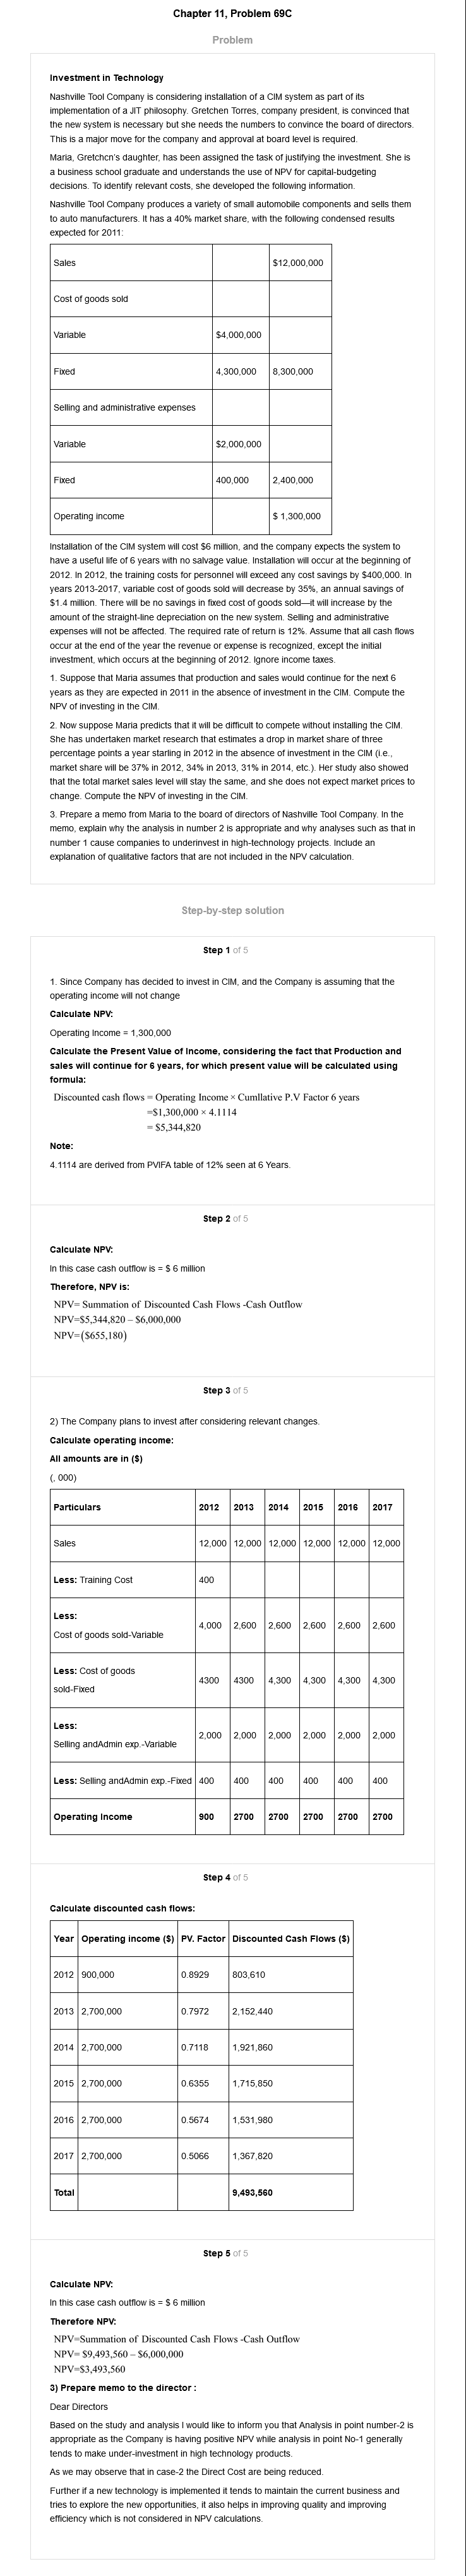 Chapter 11, Problem 69C
Problem
Investment in Technology
Nashville Tool Company is considering installation of a CIM system as part of its
implementation of a JIT philosophy. Gretchen Torres, company president, is convinced that
the new system is necessary but she needs the numbers to convince the board of directors.
This is a major move for the company and approval at board level is required.
Maria, Gretchcn's daughter, has been assigned the task of justifying the investment. She is
a business school graduate and understands the use of NPV for capital-budgeting
decisions. To identify relevant costs, she developed the following information.
Nashville Tool Company produces a variety of small automobile components and sells them
to auto manufacturers. It has a 40% market share, with the following condensed results
expected for 2011:
Sales $12,000,000
Cost of goods sold
Variable $4,000,000
Fixed 4,300,000 8,300,000
Selling and administrative expenses
Variable $2,000,000
Fixed 400,000 2,400,000
Operating income $ 1,300,000
Installation of the CIM system will cost $6 million, and the company expects the system to
have a useful life of 6 years with no salvage value. Installation will occur at the beginning of
2012. In 2012, the training costs for personnel will exceed any cost savings by $400,000. In
years 2013-2017, variable cost of goods sold will decrease by 35%, an annual savings of
$1.4 million. There will be no savings in fixed cost of goods sold—it will increase by the
amount of the straight-line depreciation on the new system. Selling and administrative
expenses will not be affected. The required rate of return is 12%. Assume that all cash flows
occur at the end of the year the revenue or expense is recognized, except the initial
investment, which occurs at the beginning of 2012. Ignore income taxes.
1. Suppose that Maria assumes that production and sales would continue for the next 6
years as they are expected in 2011 in the absence of investment in the CIM. Compute the
NPV of investing in the CIM.
2. Now suppose Maria predicts that it will be difficult to compete without installing the CIM.
She has undertaken market research that estimates a drop in market share of three
percentage points a year starling in 2012 in the absence of investment in the CIM (i.e.,
market share will be 37% in 2012, 34% in 2013, 31% in 2014, etc.). Her study also showed
that the total market sales level will stay the same, and she does not expect market prices to
change. Compute the NPV of investing in the CIM.
3. Prepare a memo from Maria to the board of directors of Nashville Tool Company. In the
memo, explain why the analysis in number 2 is appropriate and why analyses such as that in
number 1 cause companies to underinvest in high-technology projects. Include an
explanation of qualitative factors that are not included in the NPV calculation.
Step-by-step solution
Step 1 of 5
1. Since Company has decided to invest in CIM, and the Company is assuming that the
operating income will not change
Calculate NPV:
Operating Income = 1,300,000
Calculate the Present Value of Income, considering the fact that Production and
sales will continue for 6 years, for which present value will be calculated using
formula:
Discounted cash flows = Operating Income × Cumllative P.V Factor 6 years
=$1,300,000 × 4.1114
= $5,344,820
Note:
4.1114 are derived from PVIFA table of 12% seen at 6 Years.
Step 2 of 5
Calculate NPV:
In this case cash outflow is = $ 6 million
Therefore, NPV is:
NPV= Summation of Discounted Cash Flows -Cash Outflow
NPV=$5,344,820 – $6,000,000
NPV=($655,180)
Step 3 of 5
2) The Company plans to invest after considering relevant changes.
Calculate operating income:
All amounts are in ($)
(, 000)
Particulars 2012 2013 2014 2015 2016 2017
Sales 12,000 12,000 12,000 12,000 12,000 12,000
Less: Training Cost 400
Less:
Cost of goods sold-Variable 4,000 2,600 2,600 2,600 2,600 2,600
Less: Cost of goods
sold-Fixed 4300 4300 4,300 4,300 4,300 4,300
Less:
Selling andAdmin exp.-Variable 2,000 2,000 2,000 2,000 2,000 2,000
Less: Selling andAdmin exp.-Fixed 400 400 400 400 400 400
Operating Income 900 2700 2700 2700 2700 2700
Step 4 of 5
Calculate discounted cash flows:
Year Operating income ($) PV. Factor Discounted Cash Flows ($)
2012 900,000 0.8929 803,610
2013 2,700,000 0.7972 2,152,440
2014 2,700,000 0.7118 1,921,860
2015 2,700,000 0.6355 1,715,850
2016 2,700,000 0.5674 1,531,980
2017 2,700,000 0.5066 1,367,820
Total 9,493,560
Step 5 of 5
Calculate NPV:
In this case cash outflow is = $ 6 million
Therefore NPV:
NPV=Summation of Discounted Cash Flows -Cash Outflow
NPV= $9,493,560 – $6,000,000
NPV=$3,493,560
3) Prepare memo to the director :
Dear Directors
Based on the study and analysis I would like to inform you that Analysis in point number-2 is
appropriate as the Company is having positive NPV while analysis in point No-1 generally
tends to make under-investment in high technology products.
As we may observe that in case-2 the Direct Cost are being reduced.
Further if a new technology is implemented it tends to maintain the current business and
tries to explore the new opportunities, it also helps in improving quality and improving
efficiency which is not considered in NPV calculations.